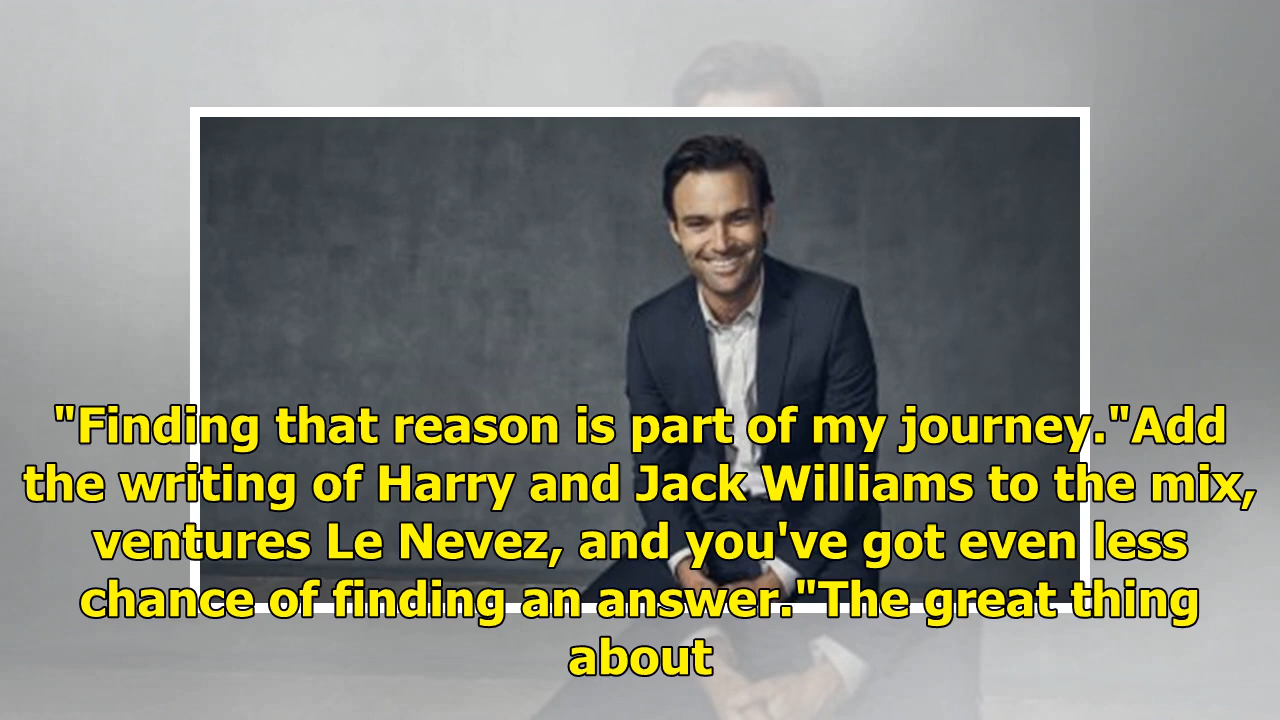 "Finding that reason is part of my journey."Add
the writing of Harry and Jack Williams to the mix,
ventures Le Nevez, and you've got even less
chance of finding an answer."The great thing
about